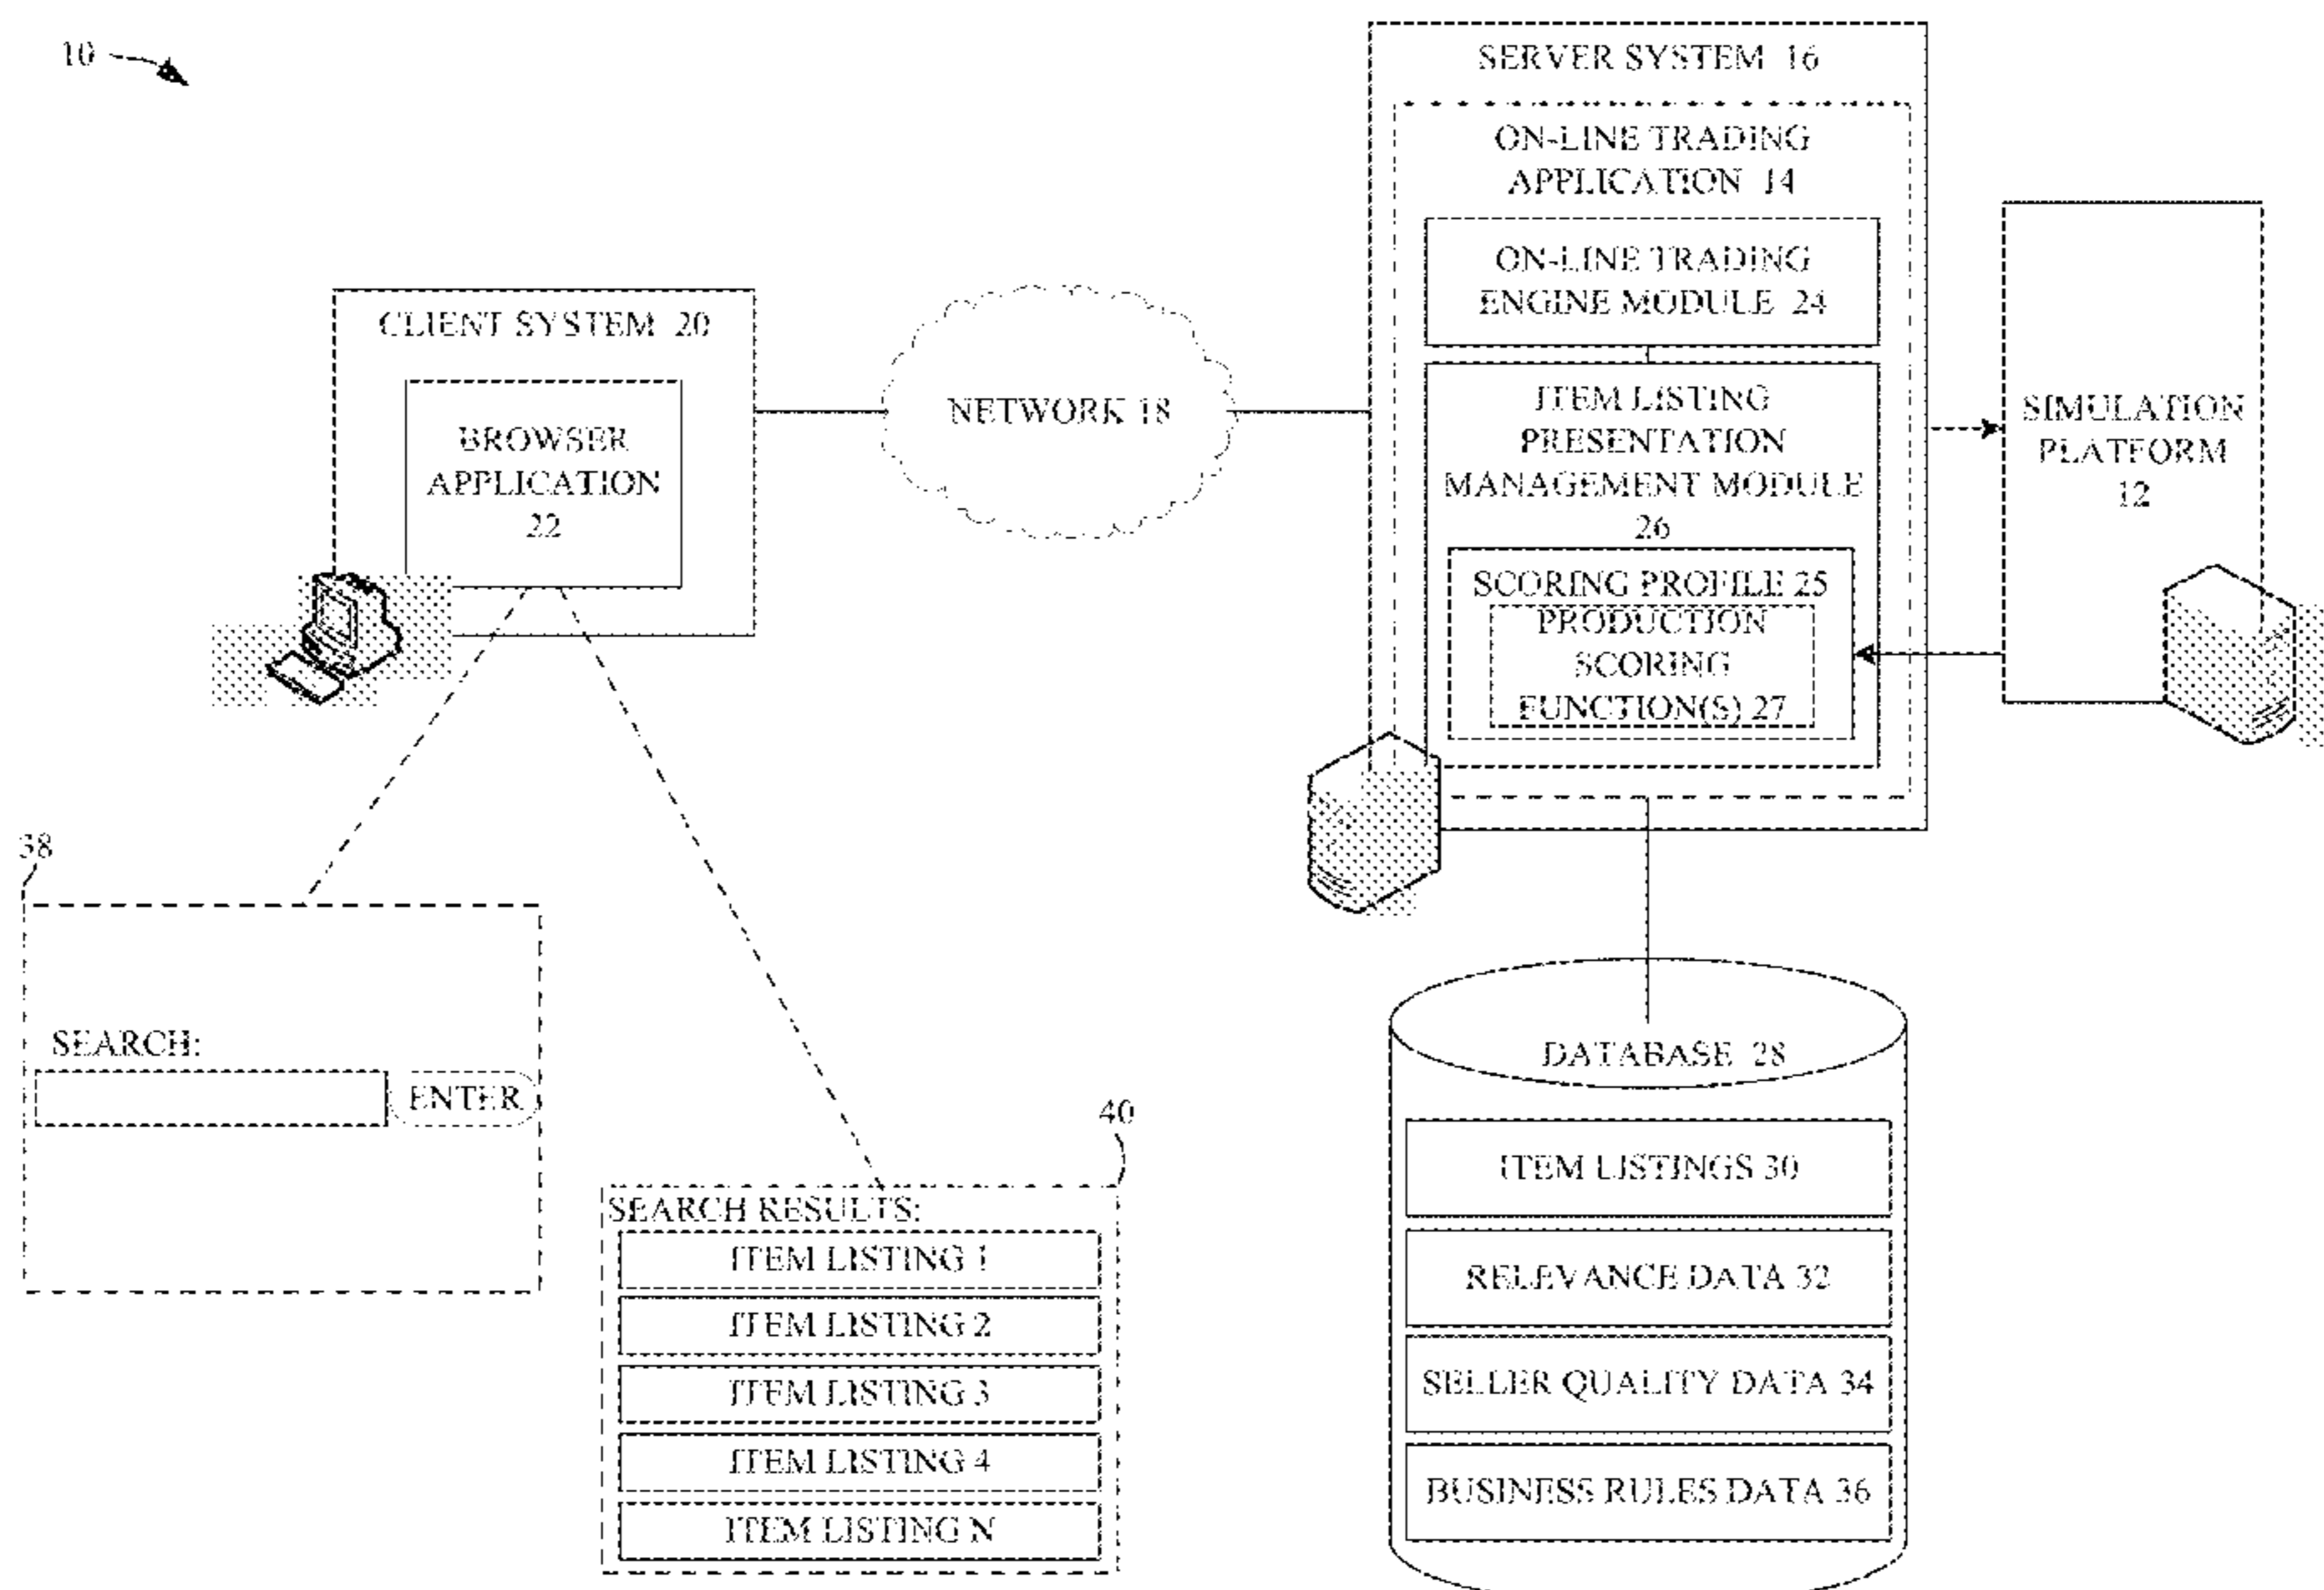 10
SERVER SYSTEM 16
ON-LINE TRADING
APPLICATION 14
ON-LINE TRADING
ENGINE MODULE 24
ITEM LISTING
PRESENTATION
MANAGEMENT MODULE
26
SCORING PROFILE 25
PRODUCTION
SCORING
FUNCTION(S) 27
SIMULATION
PLATFORM
12
CLIENT SYSTEM 20
BROWSER
APPLICATION
22
NETWORK 18
38
SEARCH:
ENTER
40
SEARCH RESULTS:
ITEM LISTING 1
ITEM LISTING 2
ITEM LISTING 3
ITEM LISTING 4
ITEM LISTING N
DATABASE 28
ITEM LISTINGS 30
RELEVANCE DATA 32
SELLER QUALITY DATA 34
BUSINESS RULES DATA 36